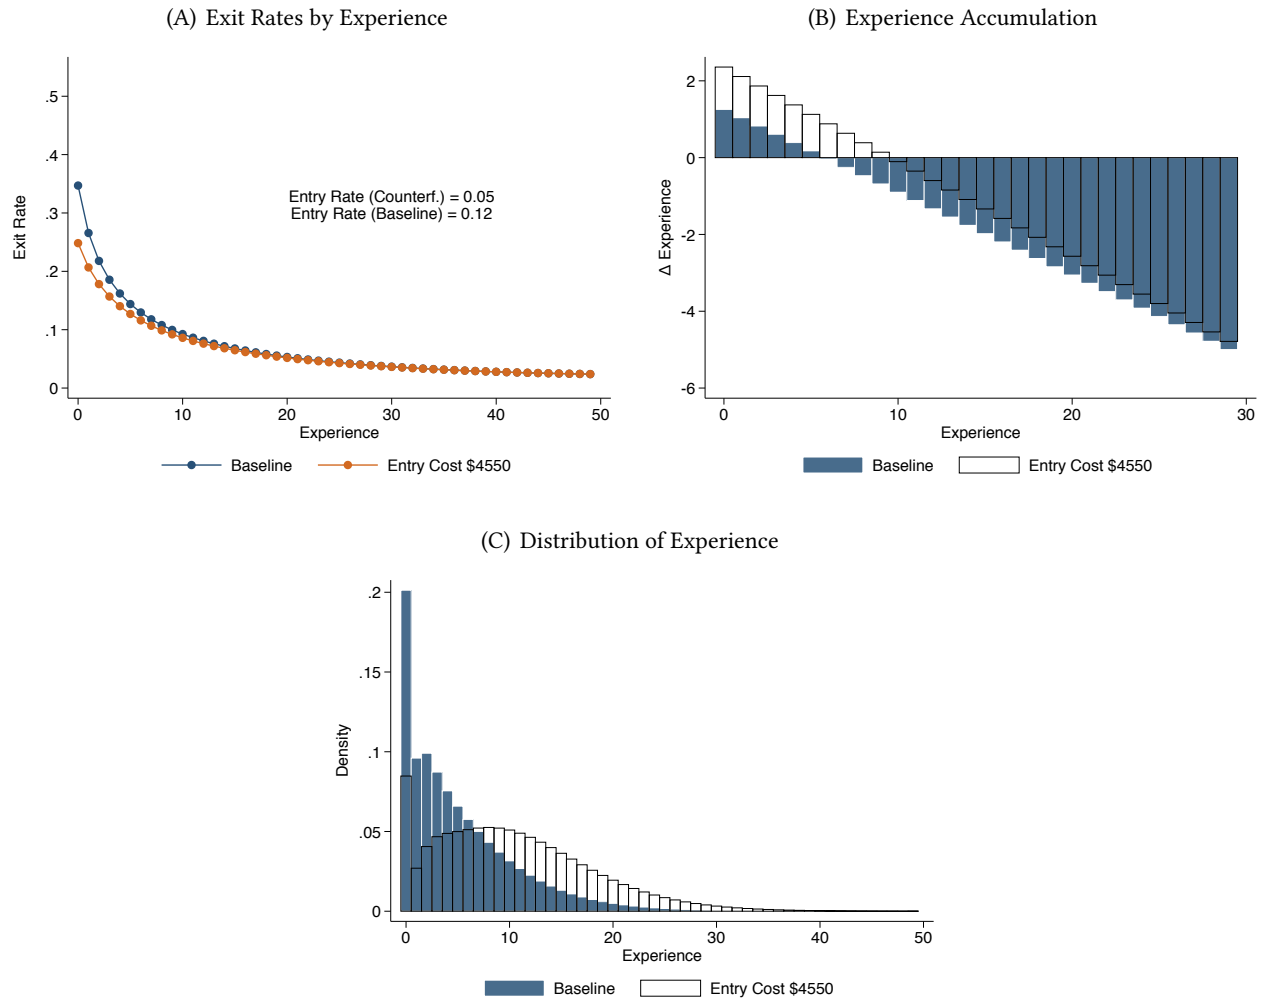 (A) Exit Rates by Experience
.5
.4
.3
.2
.1
0
Exit Rate
Entry Rate (Counterf.) = 0.05
Entry Rate (Baseline) = 0.12
0 10 20 30 40 50
Experience
Baseline Entry Cost $4550
(B) Experience Accumulation
2
0
-2
-4
-6
Δ Experience
0 10 20 30
Experience
Baseline Entry Cost $4550
(C) Distribution of Experience
.2
.15
.1
.05
0
Density
0 10 20 30 40 50
Experience
Baseline Entry Cost $4550